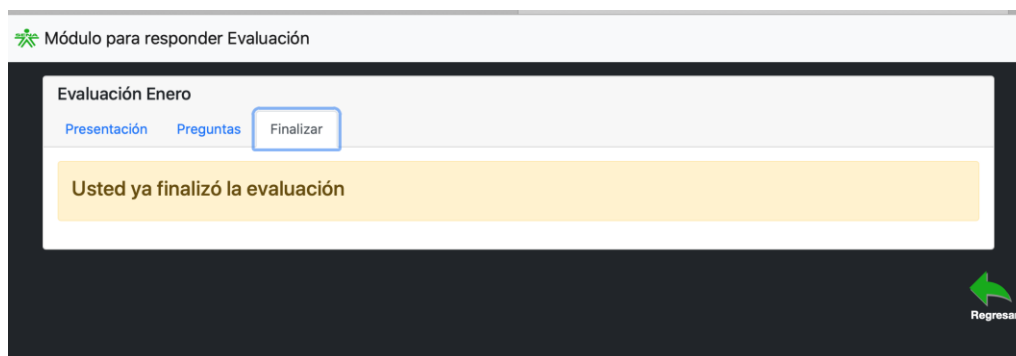 Módulo para responder Evaluación
Evaluación Enero
Presentación Preguntas Finalizar
Usted ya finalizó la evaluación
Regresar